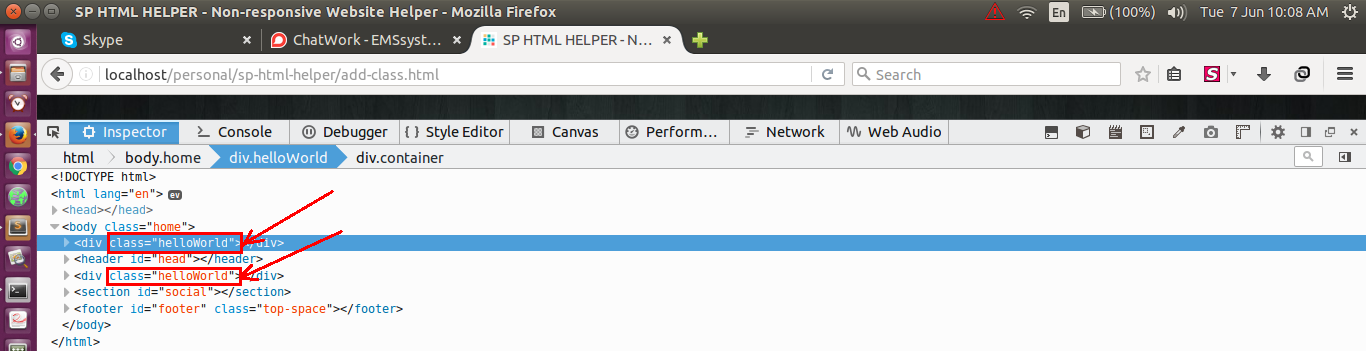 SP HTML HELPER - Non-responsive Website Helper - Mozilla Firefox
En (100%) Tue 7 Jun 10:08 AM
Skype
ChatWork - EMSsyst…
SP HTML HELPER - N…
localhost/personal/sp-html-helper/add-class.html
Search
Inspector Console Debugger { } Style Editor Canvas Perform… Network Web Audio
html body.home div.helloWorld div.container
<!DOCTYPE html>
<html lang="en"> ev
<head></head>
<body class="home">
<div class="helloWorld"></div>
<header id="head"></header>
<div class="helloWorld"></div>
<section id="social"></section>
<footer id="footer" class="top-space"></footer>
</body>
</html>